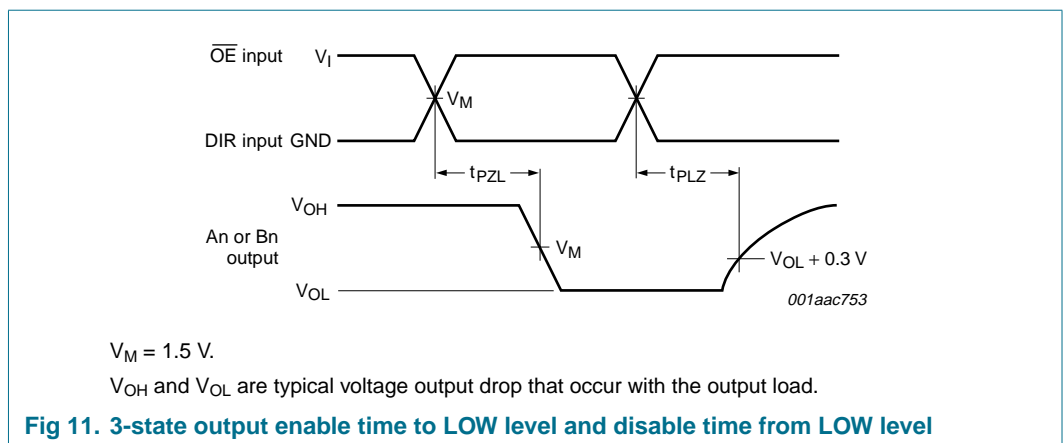 O̅E̅ input VI
VM
DIR input GND
tPZL tPLZ
VOH
An or Bn
output
VM
VOL + 0.3 V
VOL
001aac753
VM = 1.5 V.
VOH and VOL are typical voltage output drop that occur with the output load.
Fig 11. 3-state output enable time to LOW level and disable time from LOW level